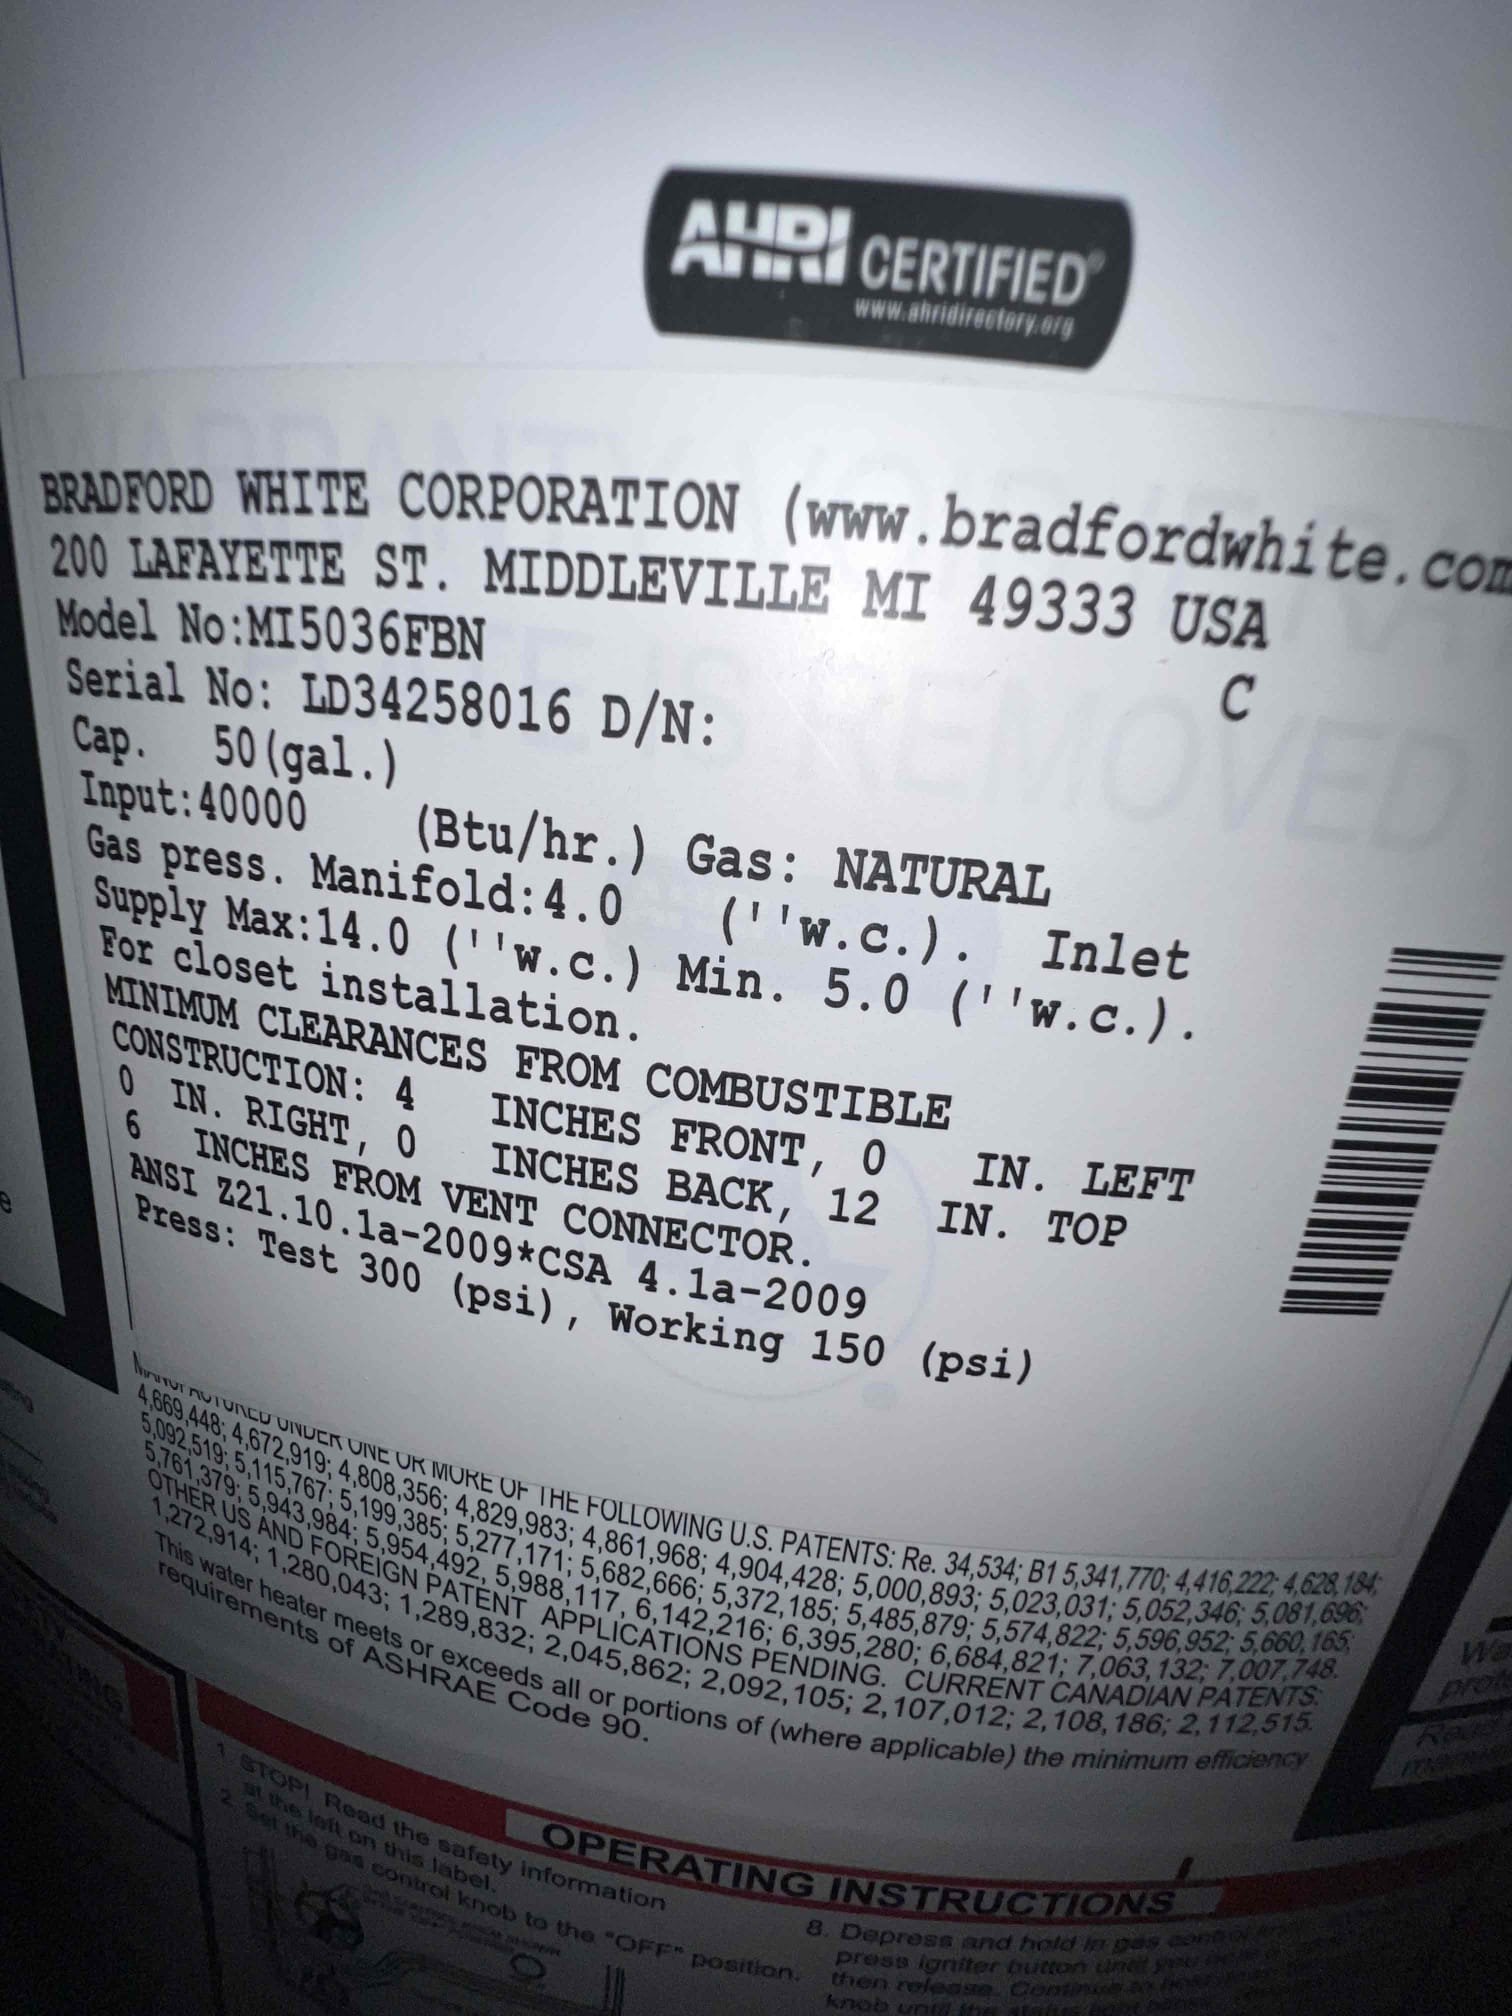 AHRI CERTIFIED®
www.ahridirectory.org
BRADFORD WHITE CORPORATION (www.bradfordwhite.com
200 LAFAYETTE ST. MIDDLEVILLE MI 49333 USA
Model No:MI5036FBN
C
Serial No: LD34258016 D/N:
Cap. 50(gal.)
Input:40000 (Btu/hr.) Gas: NATURAL
Gas press. Manifold:4.0 (''w.c.). Inlet
Supply Max:14.0 (''w.c.) Min. 5.0 (''w.c.).
For closet installation.
MINIMUM CLEARANCES FROM COMBUSTIBLE
CONSTRUCTION: 4 INCHES FRONT, 0 IN. LEFT
0 IN. RIGHT, 0 INCHES BACK, 12 IN. TOP
6 INCHES FROM VENT CONNECTOR.
ANSI Z21.10.1a-2009*CSA 4.1a-2009
Press: Test 300 (psi), Working 150 (psi)
MANUFACTURED UNDER ONE OR MORE OF THE FOLLOWING U.S. PATENTS: Re. 34,534; B1 5,341,770; 4,416,222; 4,628,184;
4,669,448; 4,672,919; 4,808,356; 4,829,983; 4,861,968; 4,904,428; 5,000,893; 5,023,031; 5,052,346; 5,081,696;
5,092,519; 5,115,767; 5,199,385; 5,277,171; 5,682,666; 5,372,185; 5,485,879; 5,574,822; 5,596,952; 5,660,165;
5,761,379; 5,943,984; 5,954,492, 5,988,117, 6,142,216; 6,395,280; 6,684,821; 7,063,132; 7,007,748.
OTHER US AND FOREIGN PATENT APPLICATIONS PENDING. CURRENT CANADIAN PATENTS:
1,272,914; 1,280,043; 1,289,832; 2,045,862; 2,092,105; 2,107,012; 2,108,186; 2,112,515.
This water heater meets or exceeds all or portions of (where applicable) the minimum efficiency
requirements of ASHRAE Code 90.
OPERATING INSTRUCTIONS
1. STOP! Read the safety information
at the left on this label.
2. Set the gas control knob to the "OFF" position.
8. Depress and hold in gas control
press igniter button until you
then release. Continue to
knob until the status